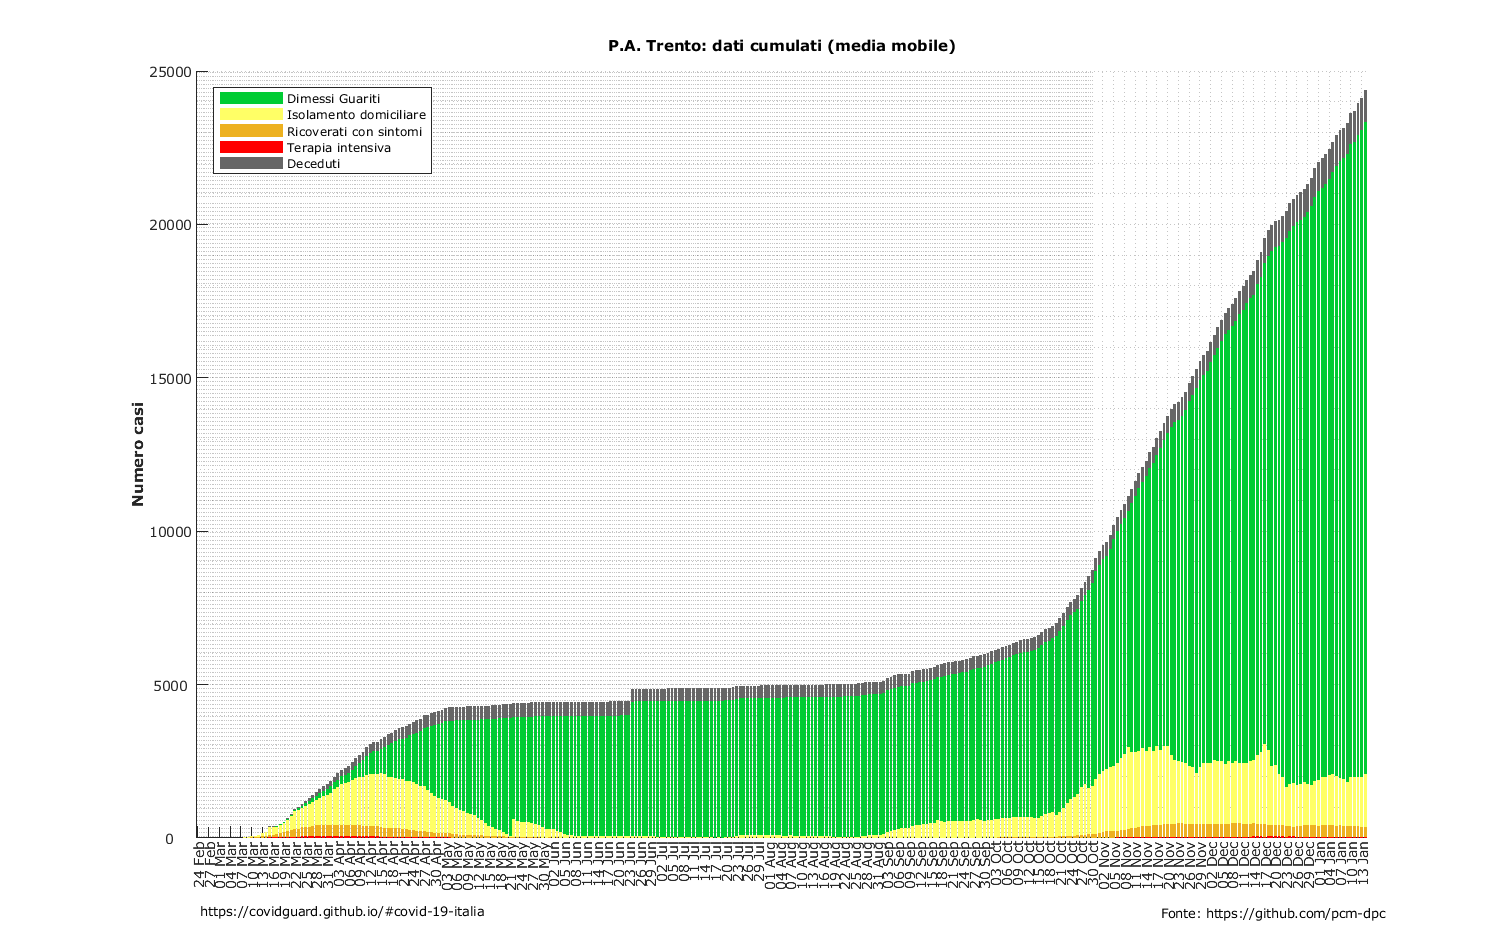 P.A. Trento: dati cumulati (media mobile)
25000
20000
15000
10000
5000
0
Numero casi
Dimessi Guariti
Isolamento domiciliare
Ricoverati con sintomi
Terapia intensiva
Deceduti
24 Feb
27 Feb
01 Mar
04 Mar
07 Mar
10 Mar
13 Mar
16 Mar
19 Mar
22 Mar
25 Mar
28 Mar
31 Mar
03 Apr
06 Apr
09 Apr
12 Apr
15 Apr
18 Apr
21 Apr
24 Apr
27 Apr
30 Apr
03 May
06 May
09 May
12 May
15 May
18 May
21 May
24 May
27 May
30 May
02 Jun
05 Jun
08 Jun
11 Jun
14 Jun
17 Jun
20 Jun
23 Jun
26 Jun
29 Jun
02 Jul
05 Jul
08 Jul
11 Jul
14 Jul
17 Jul
20 Jul
23 Jul
26 Jul
29 Jul
01 Aug
04 Aug
07 Aug
10 Aug
13 Aug
16 Aug
19 Aug
22 Aug
25 Aug
28 Aug
31 Aug
03 Sep
06 Sep
09 Sep
12 Sep
15 Sep
18 Sep
21 Sep
24 Sep
27 Sep
30 Sep
03 Oct
06 Oct
09 Oct
12 Oct
15 Oct
18 Oct
21 Oct
24 Oct
27 Oct
30 Oct
02 Nov
05 Nov
08 Nov
11 Nov
14 Nov
17 Nov
20 Nov
23 Nov
26 Nov
29 Nov
02 Dec
05 Dec
08 Dec
11 Dec
14 Dec
17 Dec
20 Dec
23 Dec
26 Dec
29 Dec
01 Jan
04 Jan
07 Jan
10 Jan
13 Jan
https://covidguard.github.io/#covid-19-italia
Fonte: https://github.com/pcm-dpc